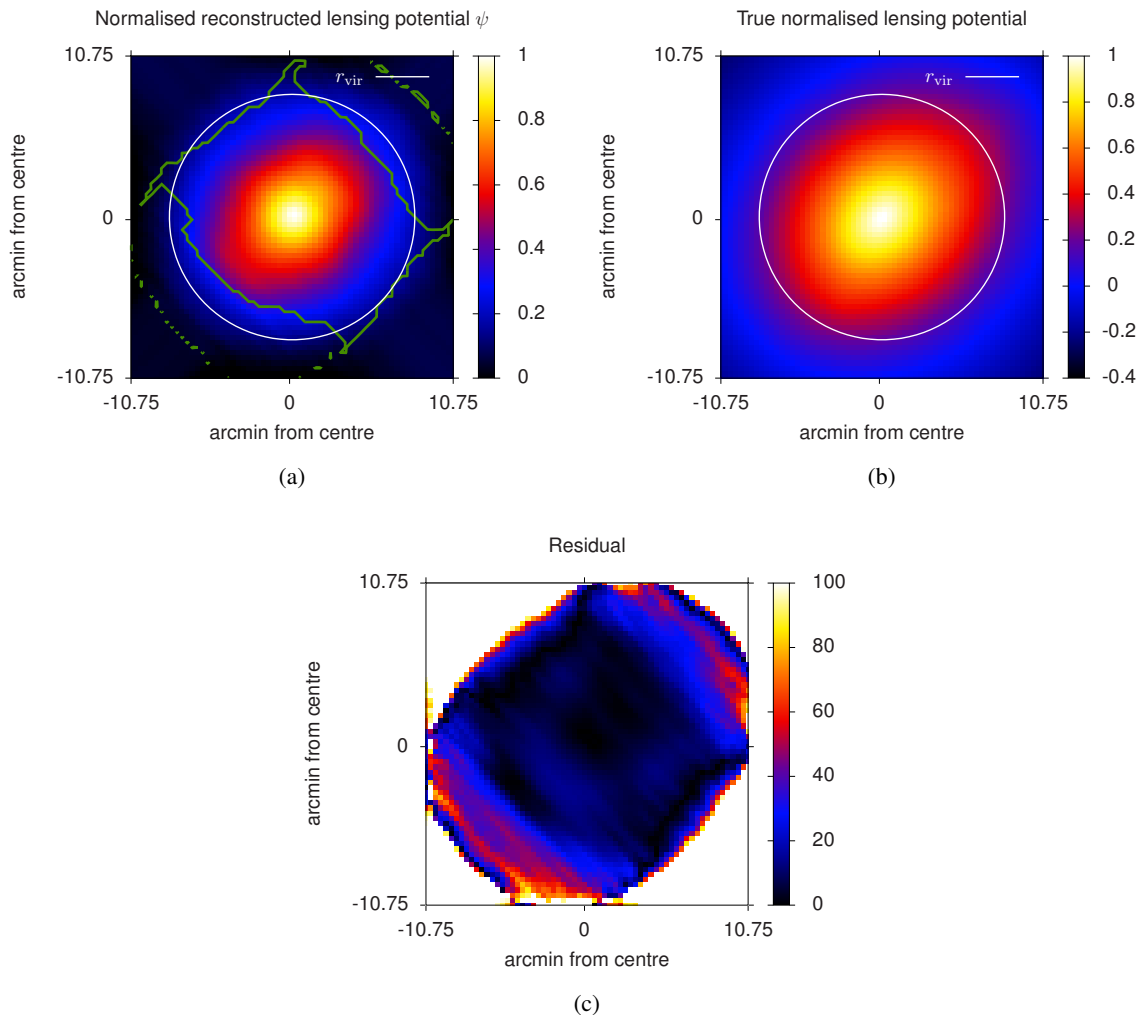 Normalised reconstructed lensing potential ψ
10.75
0
-10.75
-10.75 0 10.75
arcmin from centre
arcmin from centre
r_vir
1
0.8
0.6
0.4
0.2
0
(a)
True normalised lensing potential
10.75
0
-10.75
-10.75 0 10.75
arcmin from centre
arcmin from centre
r_vir
1
0.8
0.6
0.4
0.2
0
-0.2
-0.4
(b)
Residual
10.75
0
-10.75
-10.75 0 10.75
arcmin from centre
arcmin from centre
100
80
60
40
20
0
(c)